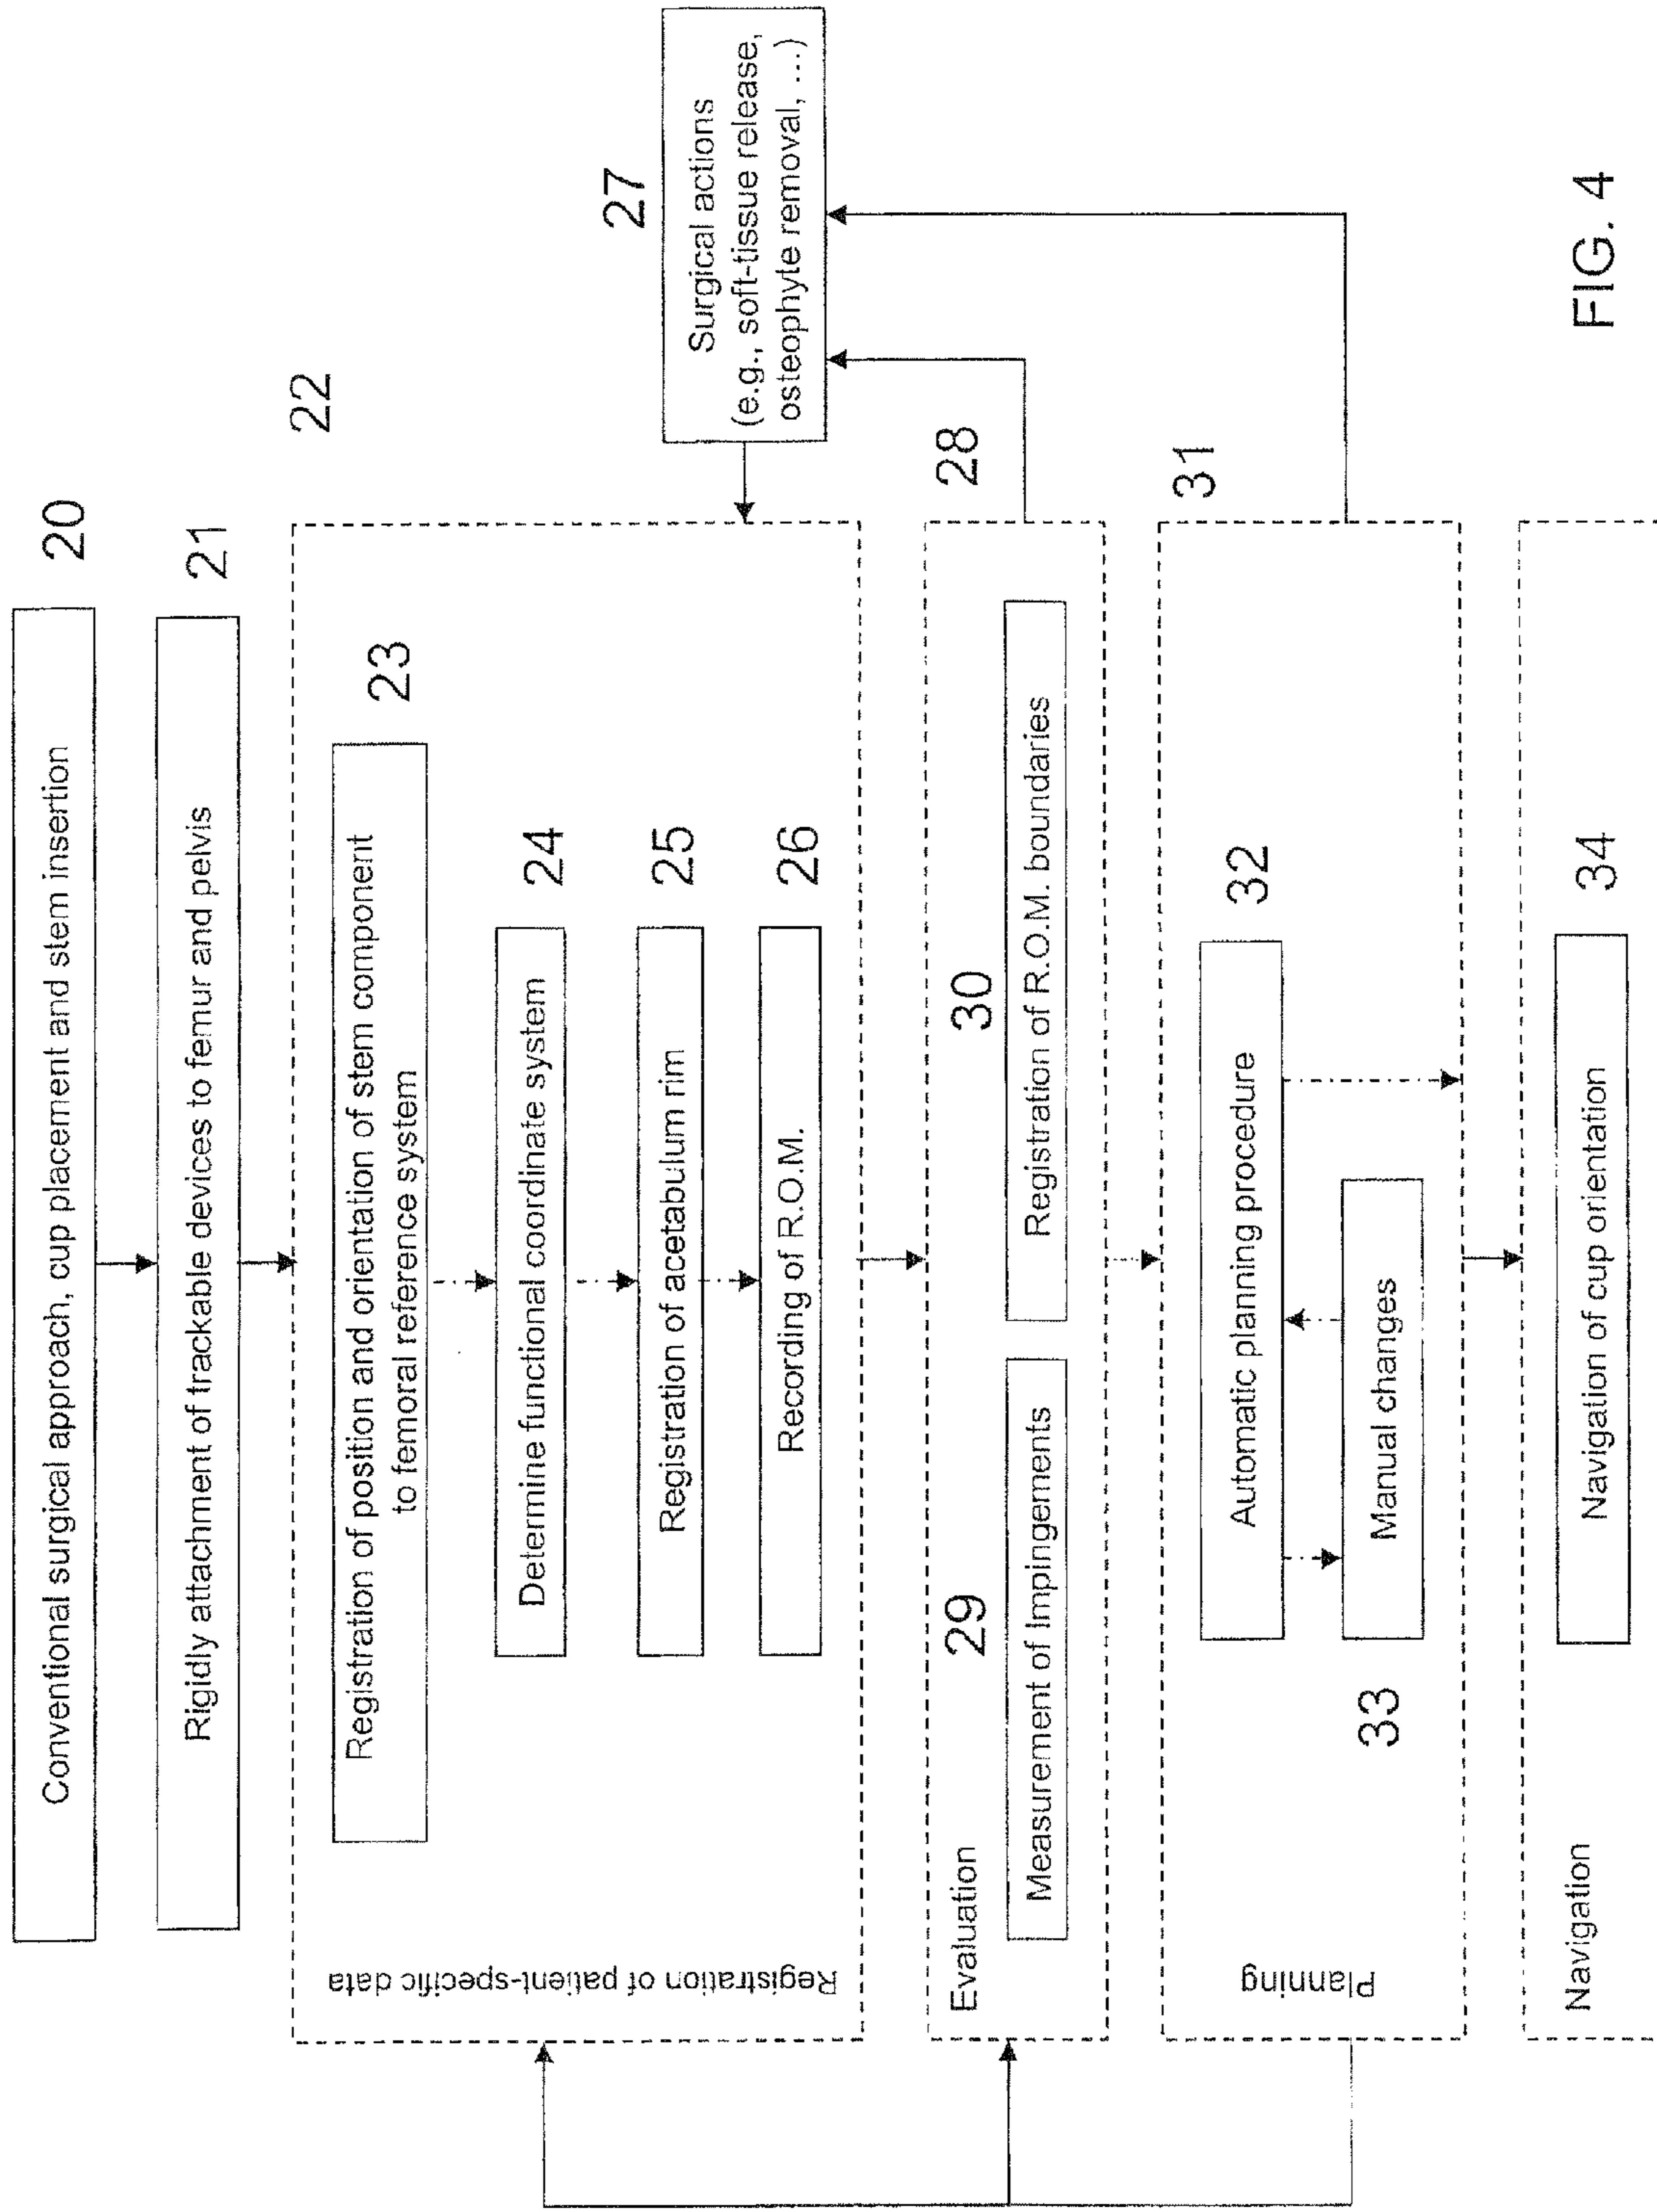 Conventional surgical approach, cup placement and stem insertion
20
Rigidly attachment of trackable devices to femur and pelvis
21
22
Registration of patient-specific data
Registration of position and orientation of stem component
to femoral reference system
23
Determine functional coordinate system
24
Registration of acetabulum rim
25
Recording of R.O.M.
26
27
Surgical actions
(e.g., soft-tissue release,
osteophyte removal, ...)
28
Evaluation
29
Measurement of Impingements
30
Registration of R.O.M. boundaries
31
Planning
Automatic planning procedure
32
33
Manual changes
Navigation
Navigation of cup orientation
34
FIG. 4